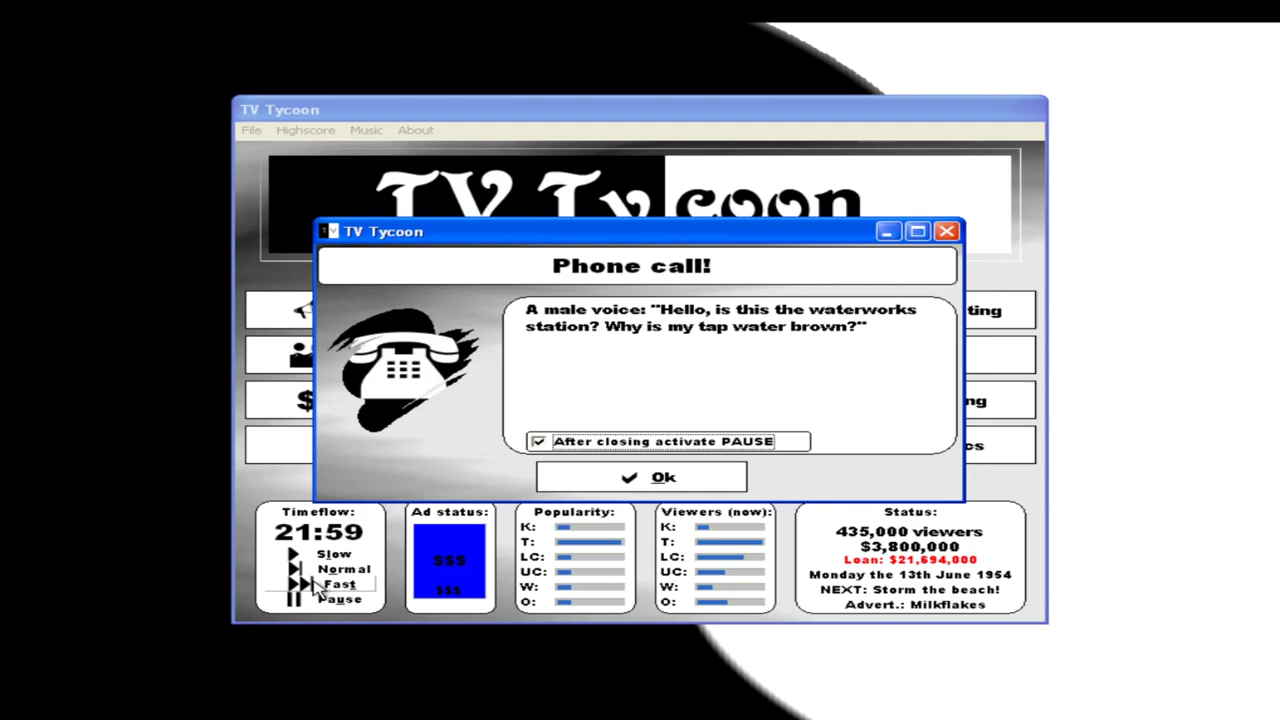 TV Tycoon
File Highscore Music About
TV Tycoon
TV Tycoon
Phone call!
A male voice: "Hello, is this the waterworks
station? Why is my tap water brown?"
After closing activate PAUSE
Ok
$
Timeflow:
21:59
Slow
Normal
Fast
Pause
Ad status:
$$$
$$$
Popularity:
K:
T:
LC:
UC:
W:
O:
Viewers (now):
K:
T:
LC:
UC:
W:
O:
Status:
435,000 viewers
$3,800,000
Loan: $21,694,000
Monday the 13th June 1954
NEXT: Storm the beach!
Advert.: Milkflakes